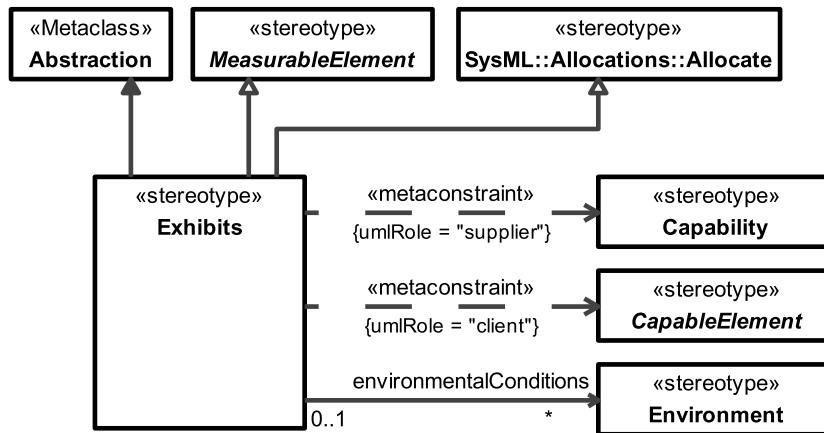 «Metaclass»
Abstraction
«stereotype»
MeasurableElement
«stereotype»
SysML::Allocations::Allocate
«stereotype»
Exhibits
«metaconstraint»
{umlRole = "supplier"}
«stereotype»
Capability
«metaconstraint»
{umlRole = "client"}
«stereotype»
CapableElement
environmentalConditions
0..1
*
«stereotype»
Environment